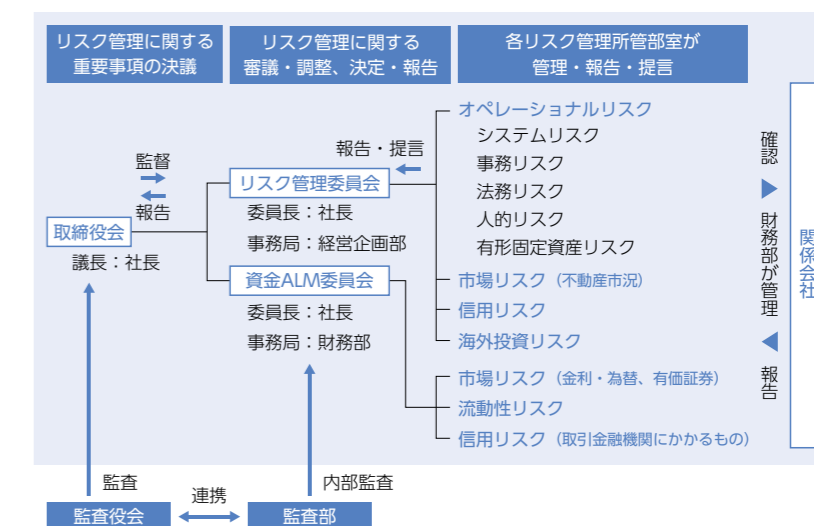 リスク管理に関する
重要事項の決議
リスク管理に関する
審議・調整、決定・報告
各リスク管理所管部室が
管理・報告・提言
監督
報告
取締役会
議長：社長
報告・提言
リスク管理委員会
委員長：社長
事務局：経営企画部
資金ALM委員会
委員長：社長
事務局：財務部
オペレーショナルリスク
システムリスク
事務リスク
法務リスク
人的リスク
有形固定資産リスク
市場リスク（不動産市況）
信用リスク
海外投資リスク
市場リスク（金利・為替、有価証券）
流動性リスク
信用リスク（取引金融機関にかかるもの）
確認
財務部が管理
報告
関係会社
監査
連携
内部監査
監査役会
監査部